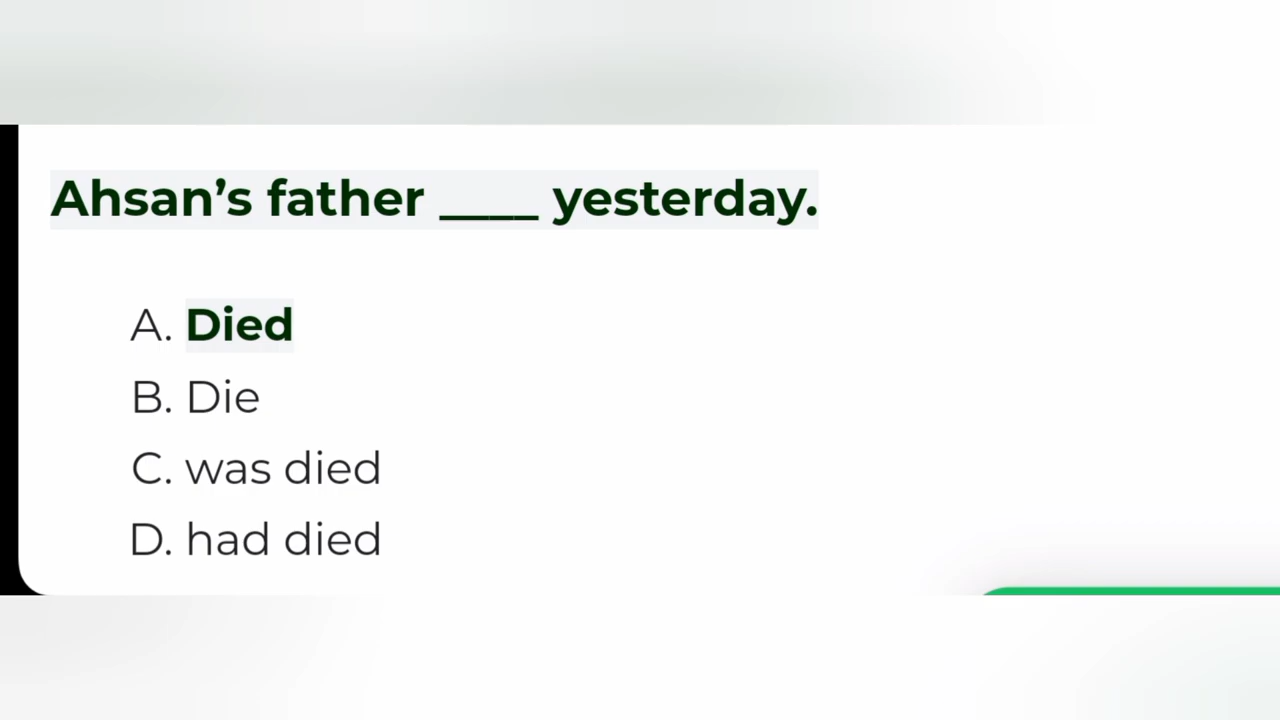 Ahsan’s father ____ yesterday.
A. Died
B. Die
C. was died
D. had died